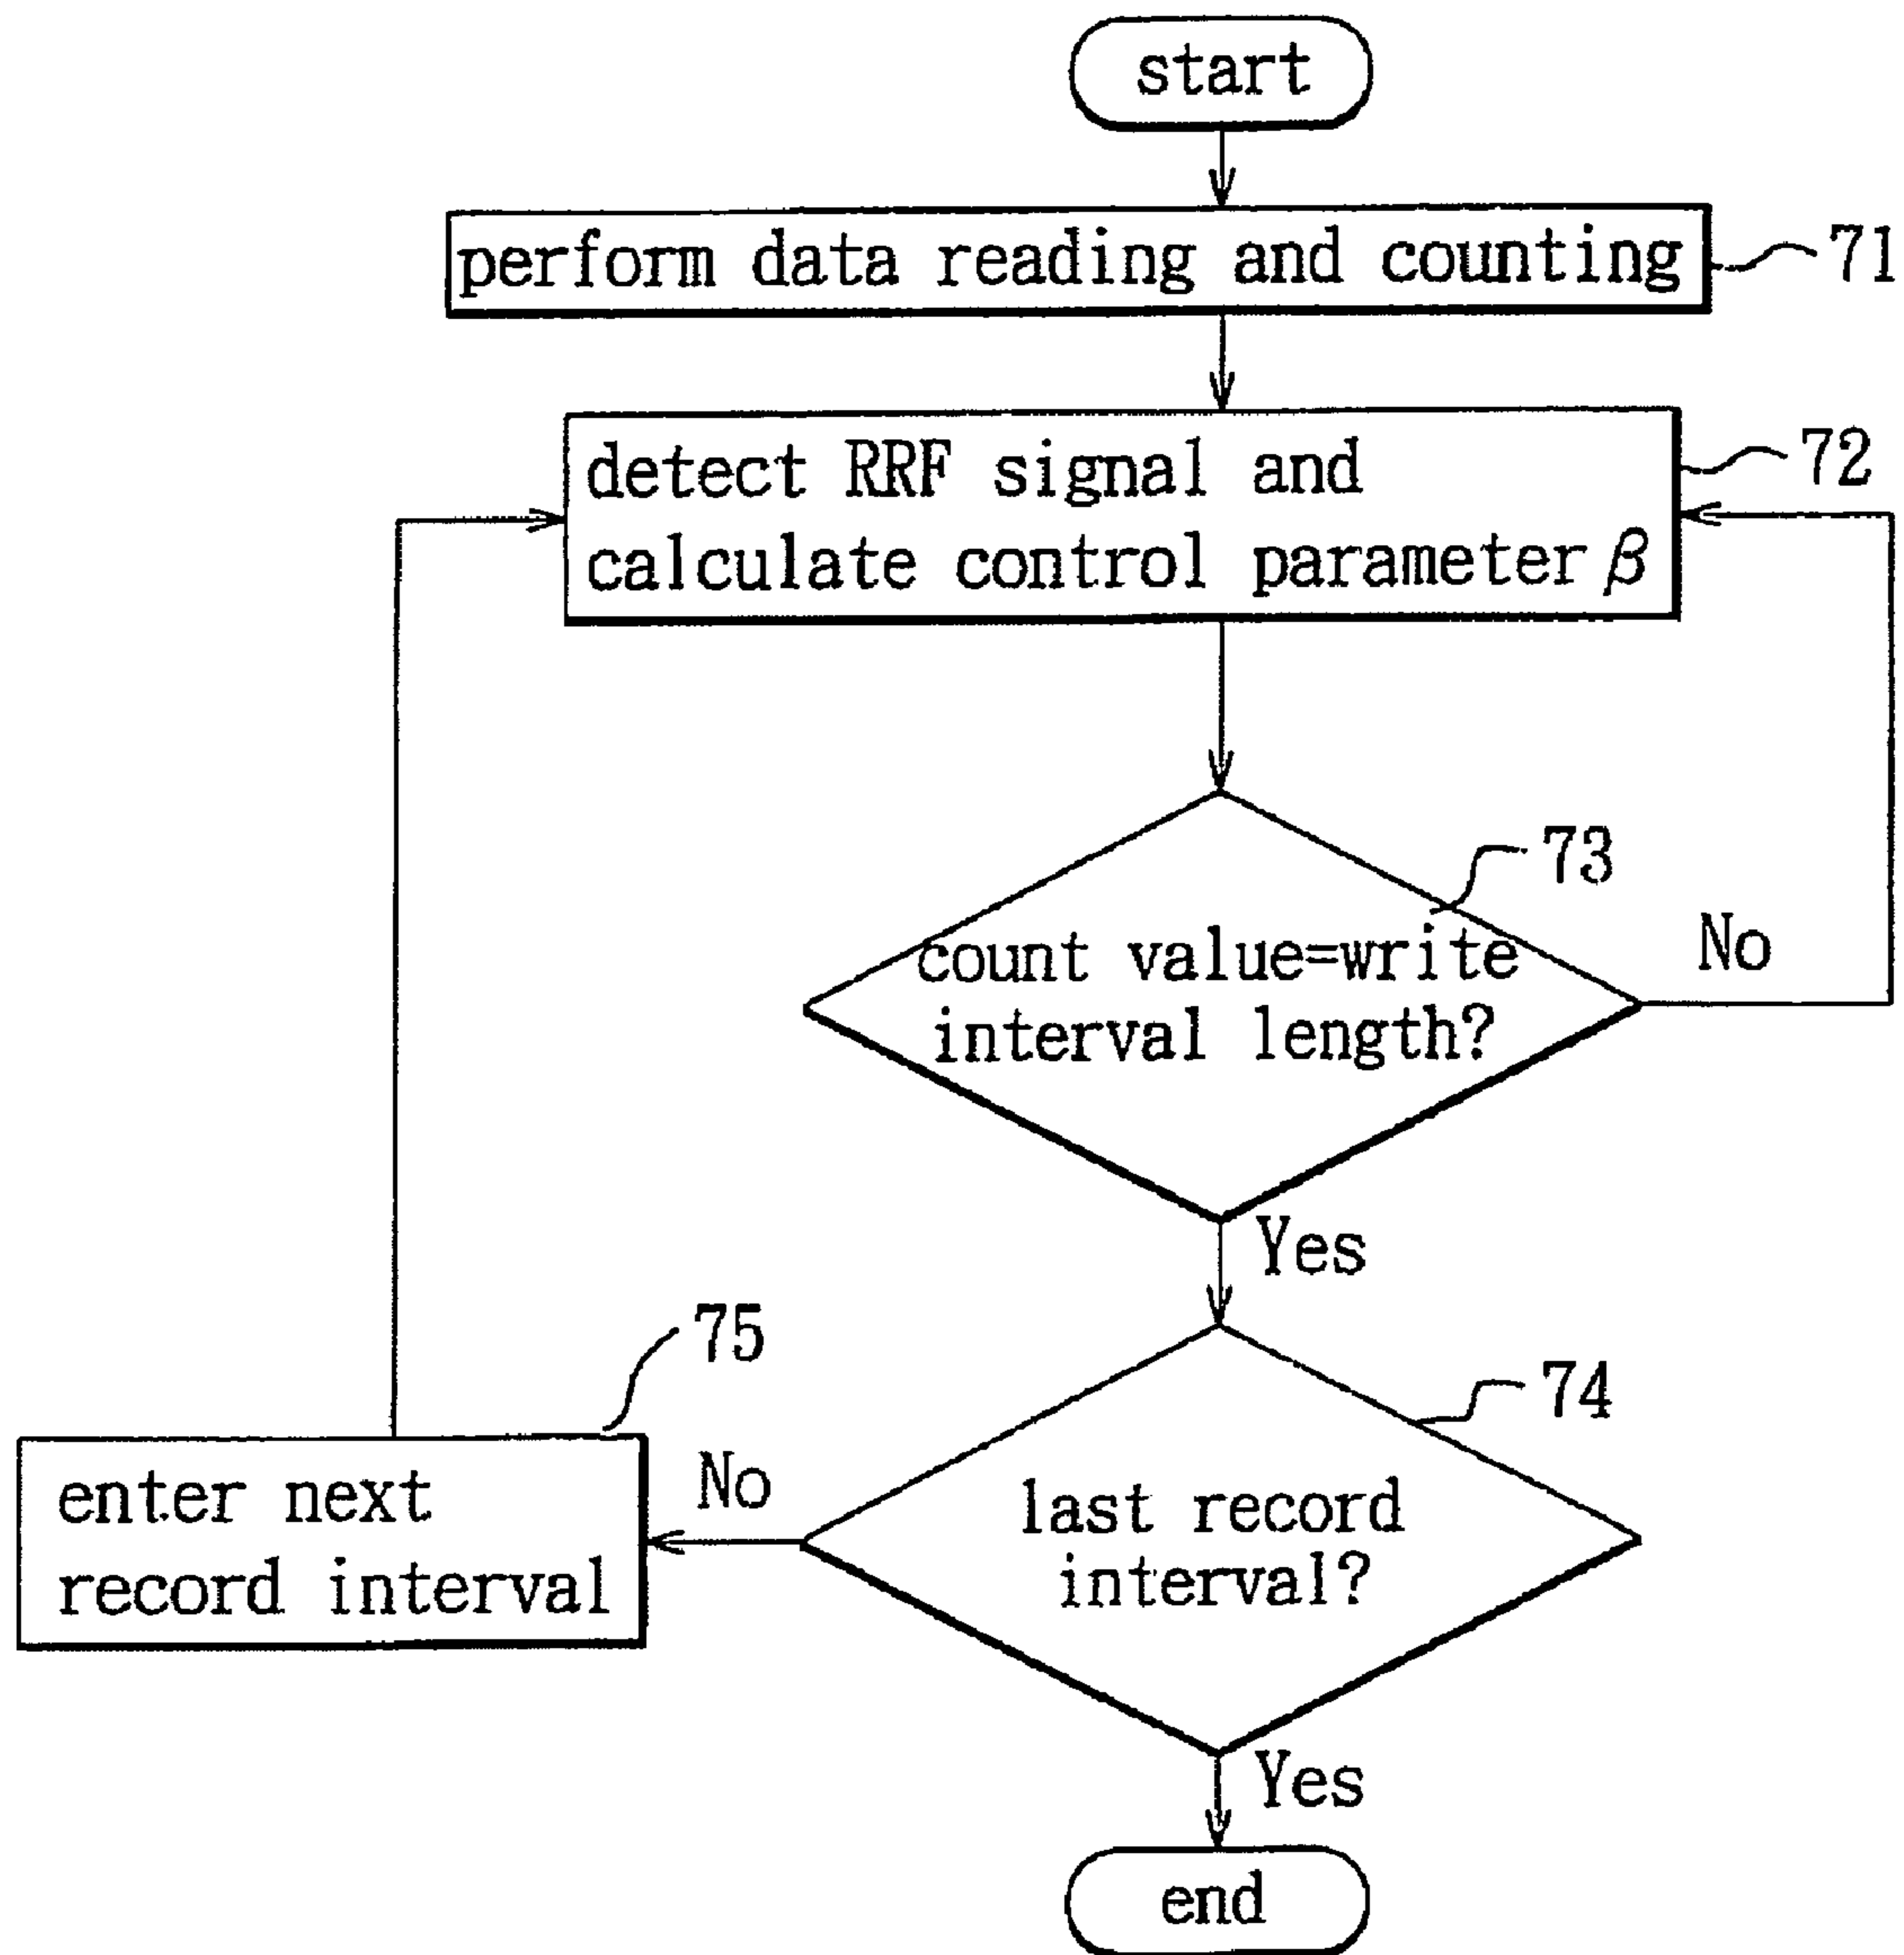 start
perform data reading and counting
71
detect RRF signal and
calculate control parameter β
72
73
count value=write
interval length?
No
Yes
75
74
enter next
record interval
No
last record
interval?
Yes
end